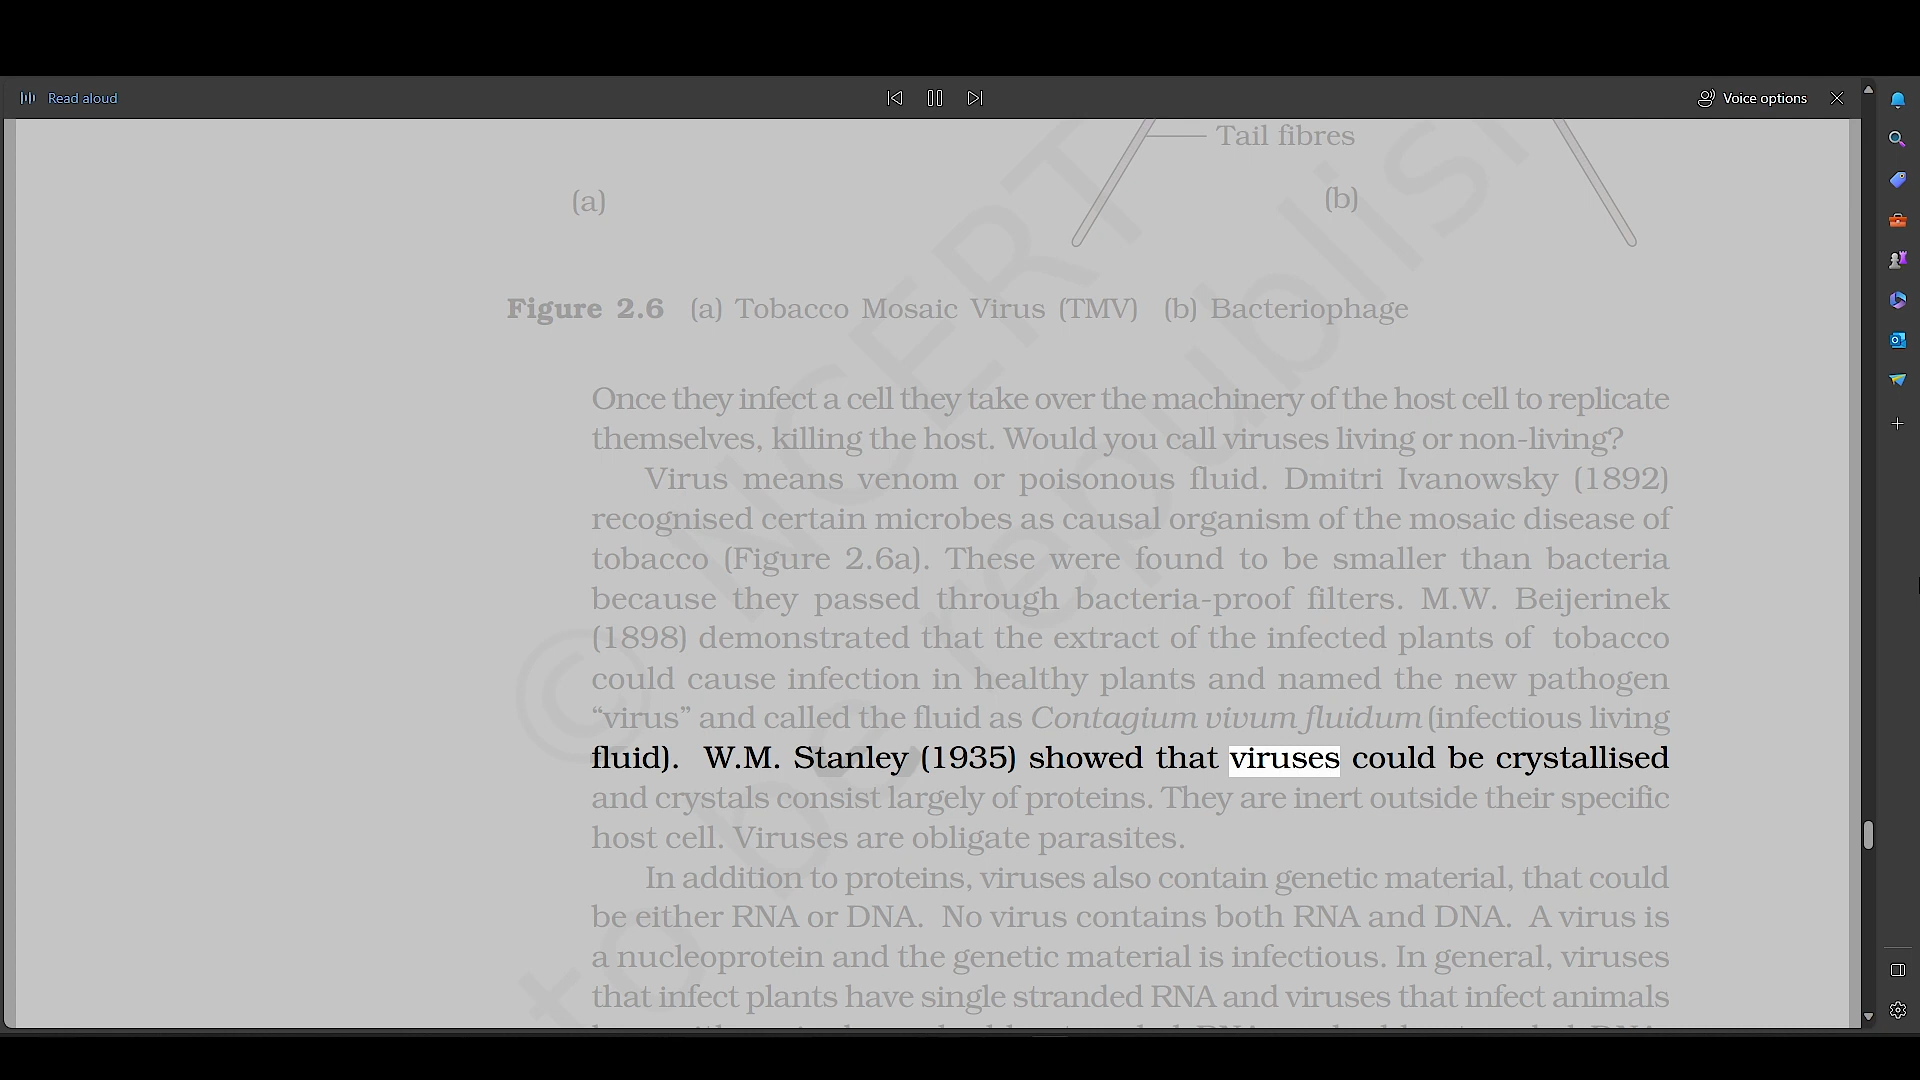 Read aloud
Voice options
Tail fibres
(a)
(b)
Figure 2.6 (a) Tobacco Mosaic Virus (TMV) (b) Bacteriophage
Once they infect a cell they take over the machinery of the host cell to replicate
themselves, killing the host. Would you call viruses living or non-living?
Virus means venom or poisonous fluid. Dmitri Ivanowsky (1892)
recognised certain microbes as causal organism of the mosaic disease of
tobacco (Figure 2.6a). These were found to be smaller than bacteria
because they passed through bacteria-proof filters. M.W. Beijerinek
(1898) demonstrated that the extract of the infected plants of tobacco
could cause infection in healthy plants and named the new pathogen
“virus” and called the fluid as Contagium vivum fluidum (infectious living
fluid). W.M. Stanley (1935) showed that viruses could be crystallised
and crystals consist largely of proteins. They are inert outside their specific
host cell. Viruses are obligate parasites.
In addition to proteins, viruses also contain genetic material, that could
be either RNA or DNA. No virus contains both RNA and DNA. A virus is
a nucleoprotein and the genetic material is infectious. In general, viruses
that infect plants have single stranded RNA and viruses that infect animals
© NCERT
to be republis